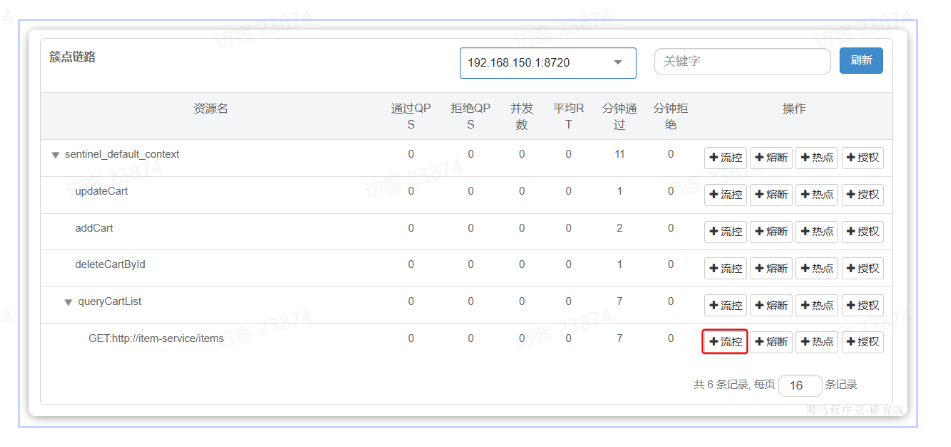 簇点链路
192.168.150.1:8720
关键字
刷新
资源名 通过QPS 拒绝QPS 并发数 平均RT 分钟通过 分钟拒绝 操作
sentinel_default_context 0 0 0 0 11 0 流控 熔断 热点 授权
updateCart 0 0 0 0 1 0 流控 熔断 热点 授权
addCart 0 0 0 0 2 0 流控 熔断 热点 授权
deleteCartById 0 0 0 0 1 0 流控 熔断 热点 授权
queryCartList 0 0 0 0 7 0 流控 熔断 热点 授权
GET:http://item-service/items 0 0 0 0 7 0 流控 熔断 热点 授权
共 6 条记录, 每页 16 条记录
黑马程序员-研究院
访客 23874